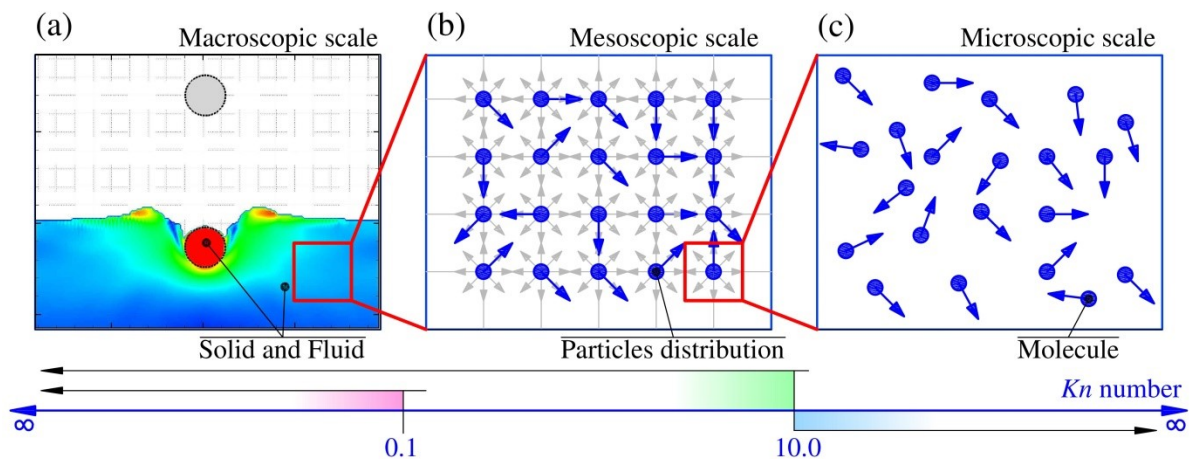 (a)
Macroscopic scale
(b)
Mesoscopic scale
(c)
Microscopic scale
Solid and Fluid
Particles distribution
Molecule
Kn number
∞
0.1
10.0
∞